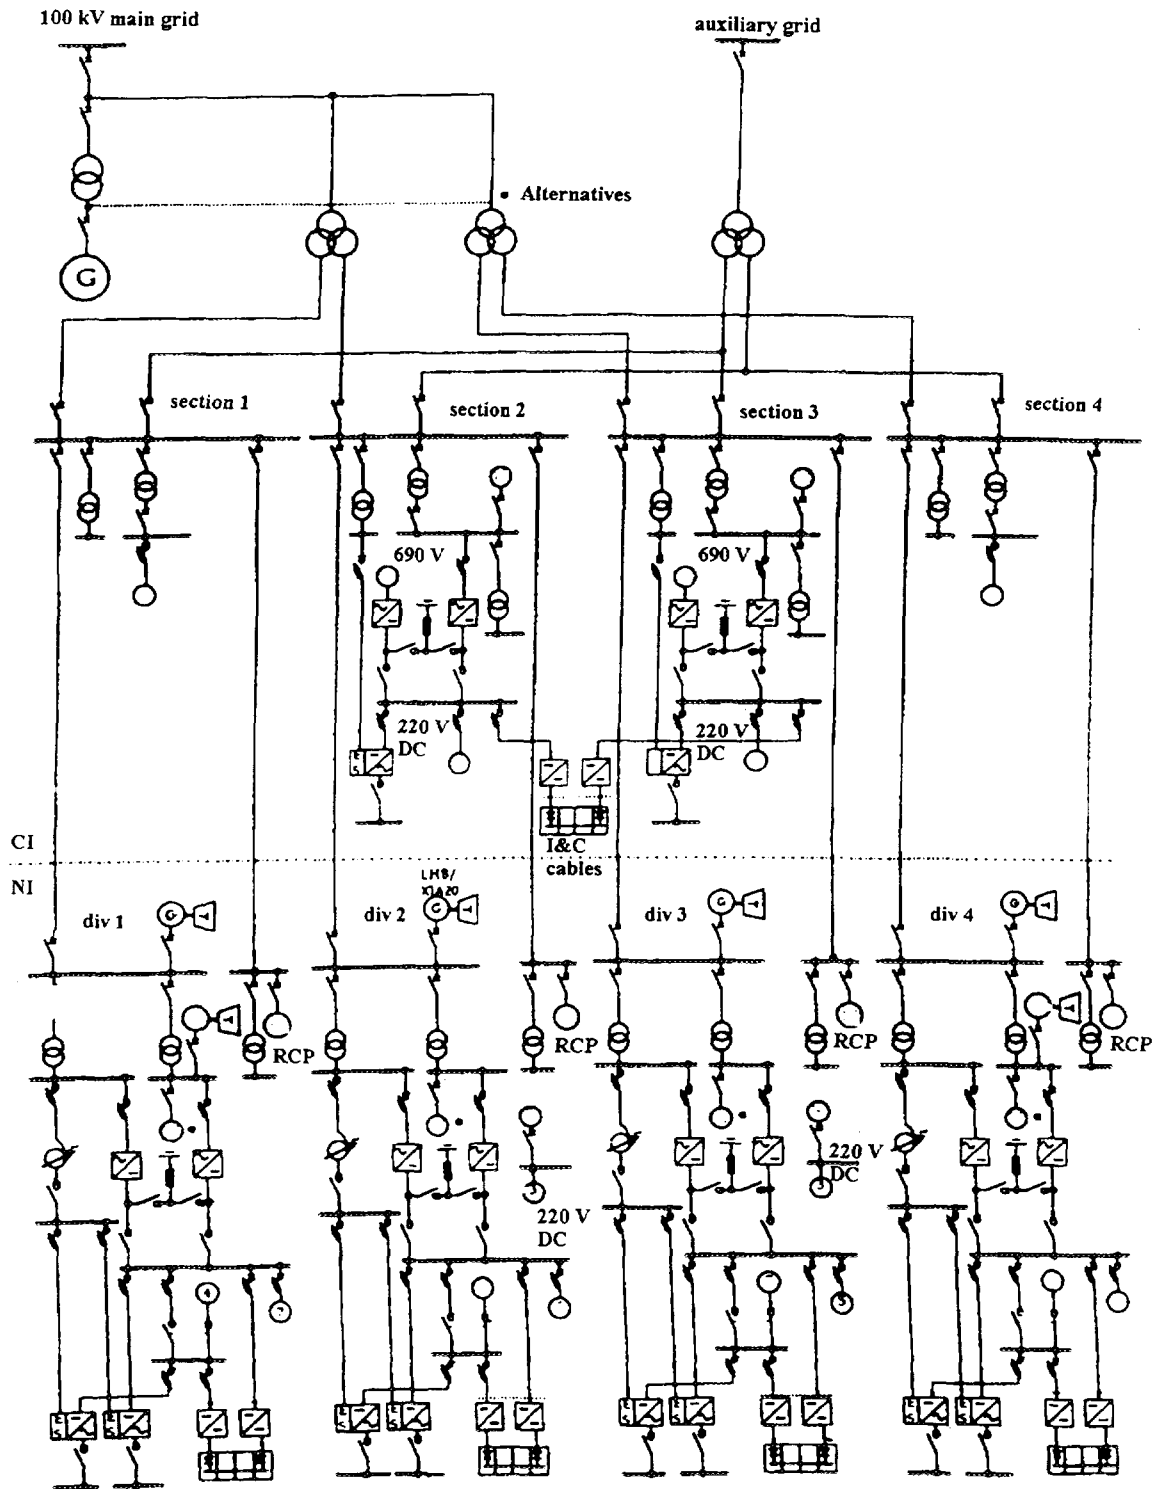 100 kV main grid
auxiliary grid
Alternatives
G
section 1
section 2
section 3
section 4
690 V
690 V
220 V
DC
220 V
DC
E
S
CI
I&C
cables
NI
LHB/
div 1
G
div 2
G
div 3
G
div 4
G
RCP
RCP
RCP
RCP
220 V
DC
220 V
DC
E
S
E
S
E
S
E
S
E
S
E
S
E
S
E
S